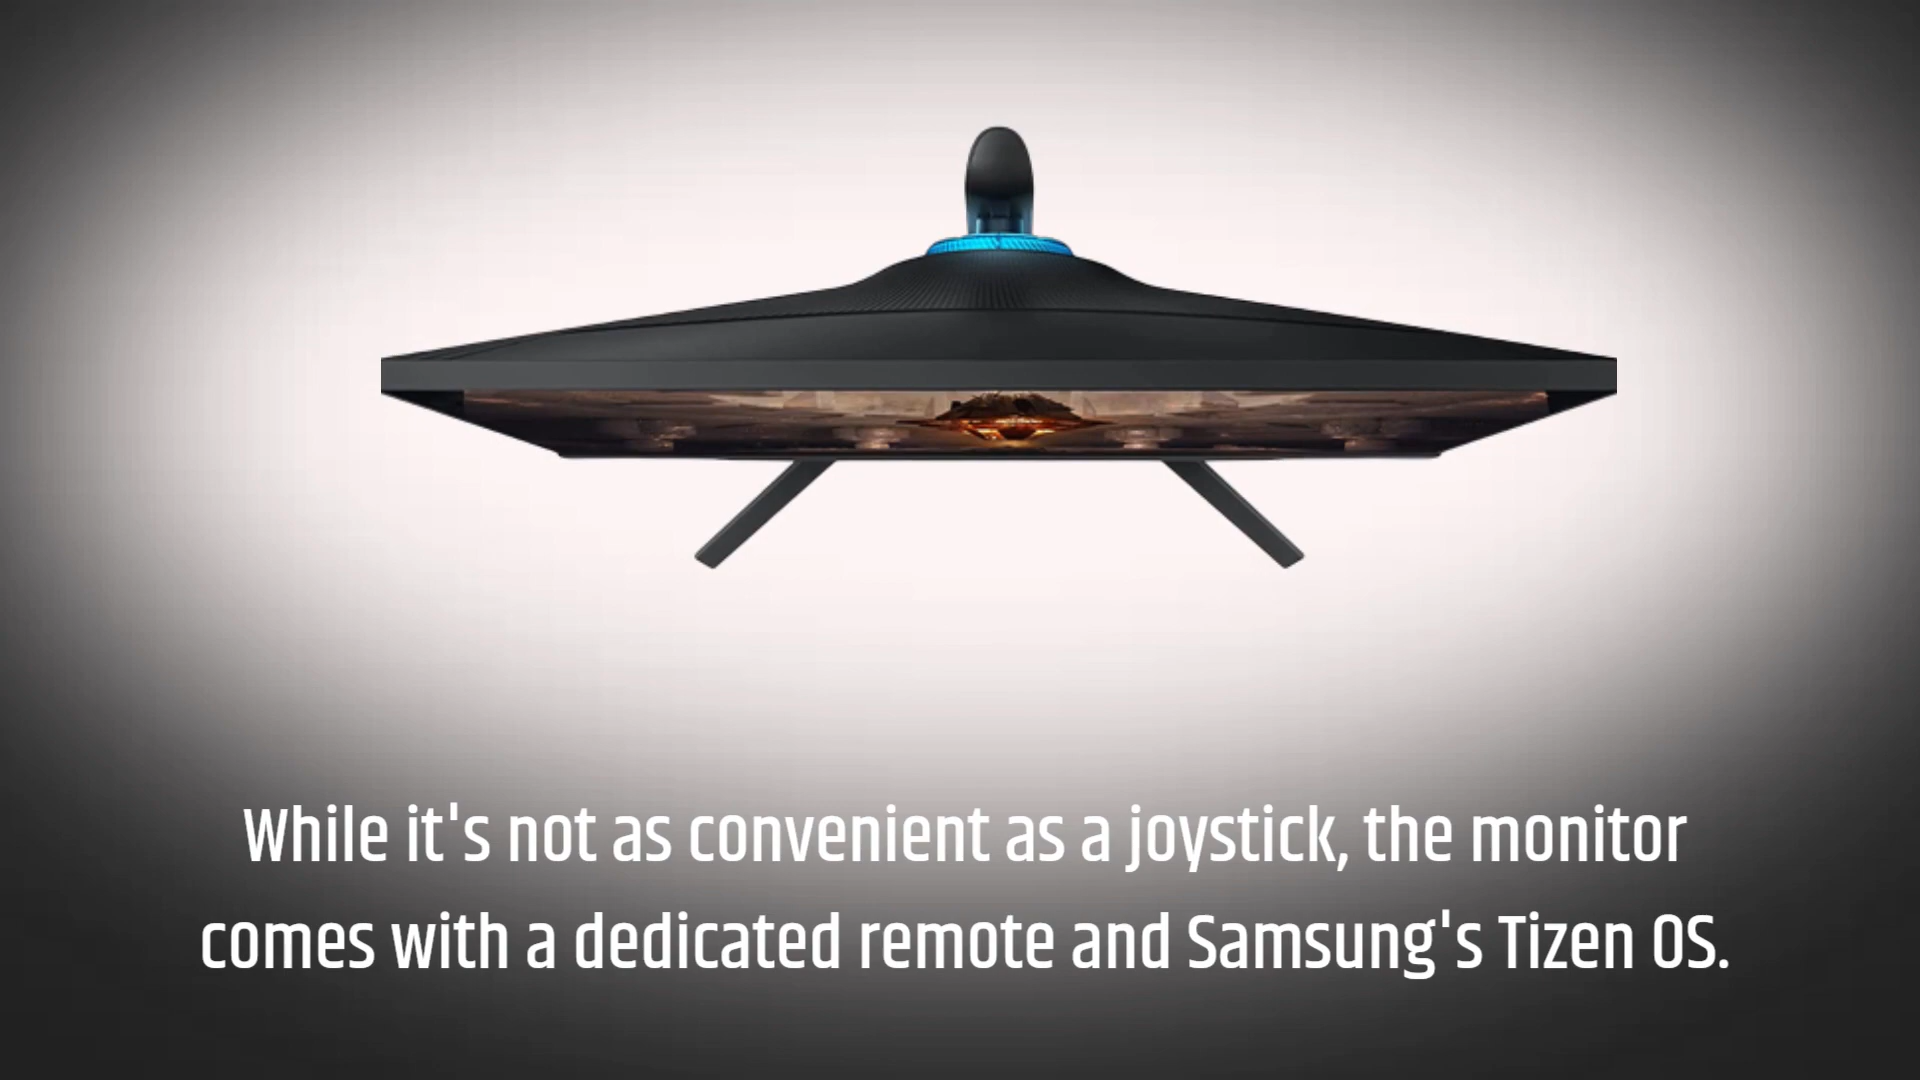 While it's not as convenient as a joystick, the monitor
comes with a dedicated remote and Samsung's Tizen OS.